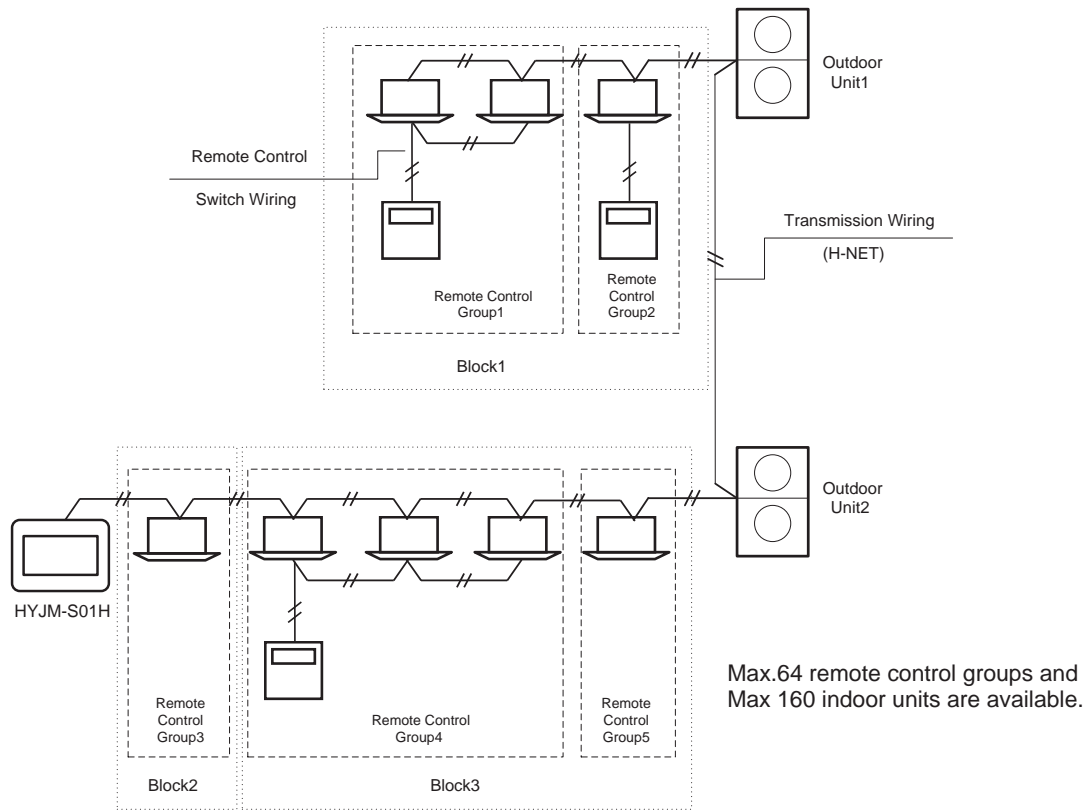 Outdoor
Unit1
Remote Control
Switch Wiring
Transmission Wiring
(H-NET)
Remote Control
Group1
Remote
Control
Group2
Block1
Outdoor
Unit2
HYJM-S01H
Remote
Control
Group3
Remote Control
Group4
Remote
Control
Group5
Max.64 remote control groups and
Max 160 indoor units are available.
Block2
Block3